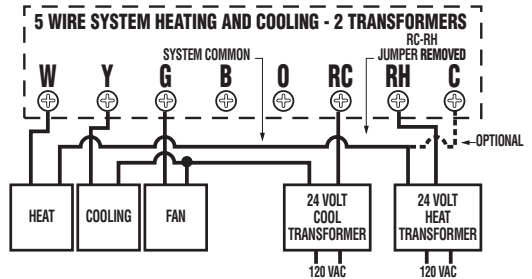 5 WIRE SYSTEM HEATING AND COOLING - 2 TRANSFORMERS
SYSTEM COMMON
RC-RH
JUMPER REMOVED
W Y G B O RC RH C
OPTIONAL
HEAT
COOLING
FAN
24 VOLT
COOL
TRANSFORMER
24 VOLT
HEAT
TRANSFORMER
120 VAC
120 VAC